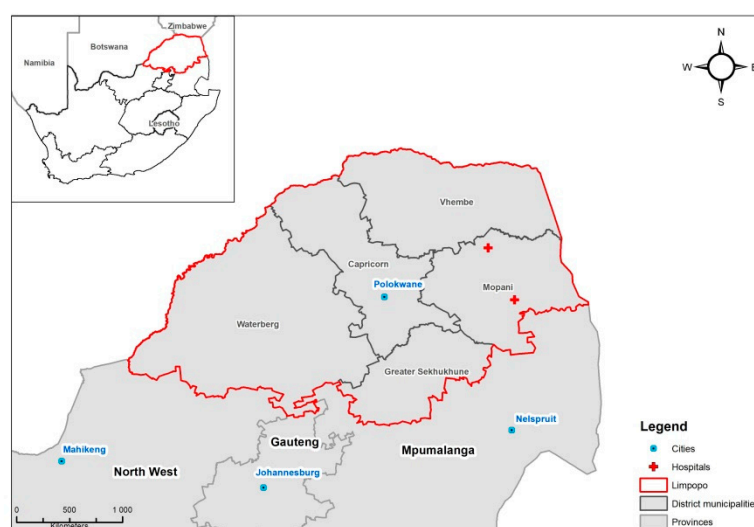 Zimbabwe
Botswana
Namibia
Lesotho
N
W E
S
Vhembe
Capricorn
Polokwane
Mopani
Waterberg
Greater Sekhukhune
Nelspruit
Gauteng
Mpumalanga
Mahikeng
North West
Johannesburg
0 500 1 000
Kilometers
Legend
Cities
Hospitals
Limpopo
District municipalities
Provinces